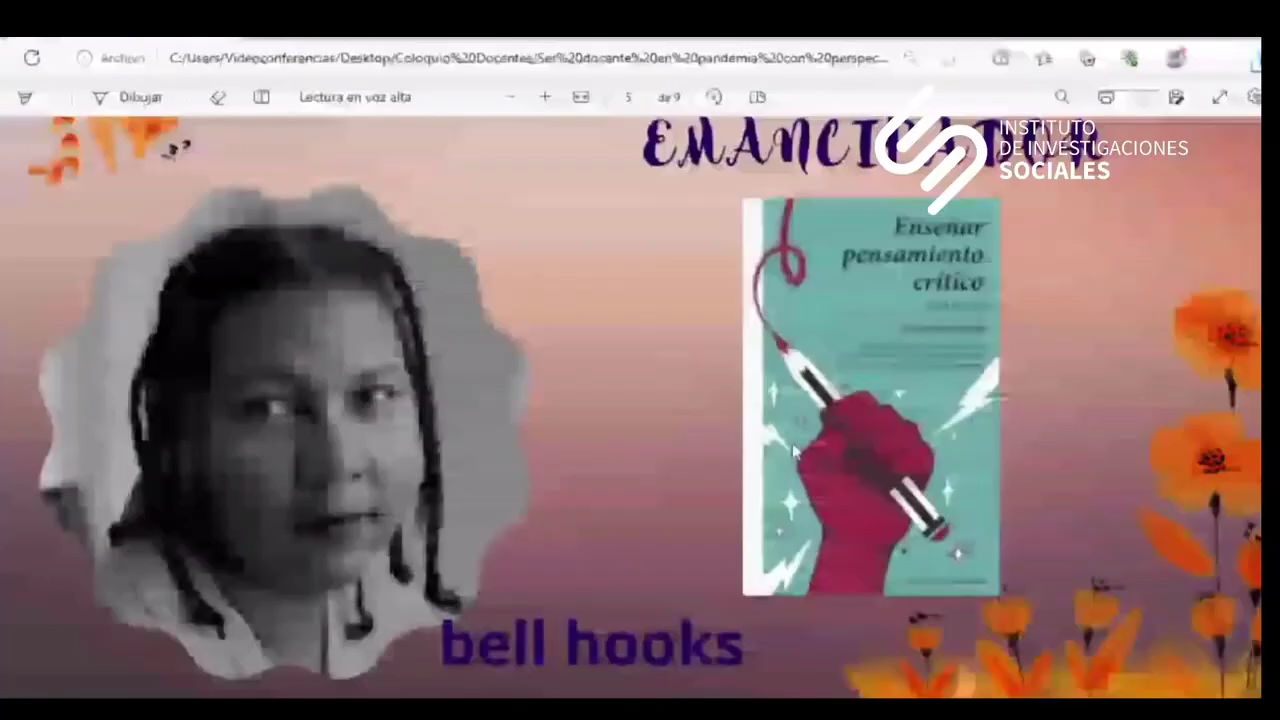 Archivo C:/Users/Videoconferencias/Desktop/Coloquio%20Docentes/Ser%20docente%20en%20pandemia%20con%20perspec...
Dibujar Lectura en voz alta 5 de 9
INSTITUTO
DE INVESTIGACIONES
SOCIALES
Enseñar
pensamiento
crítico
bell hooks